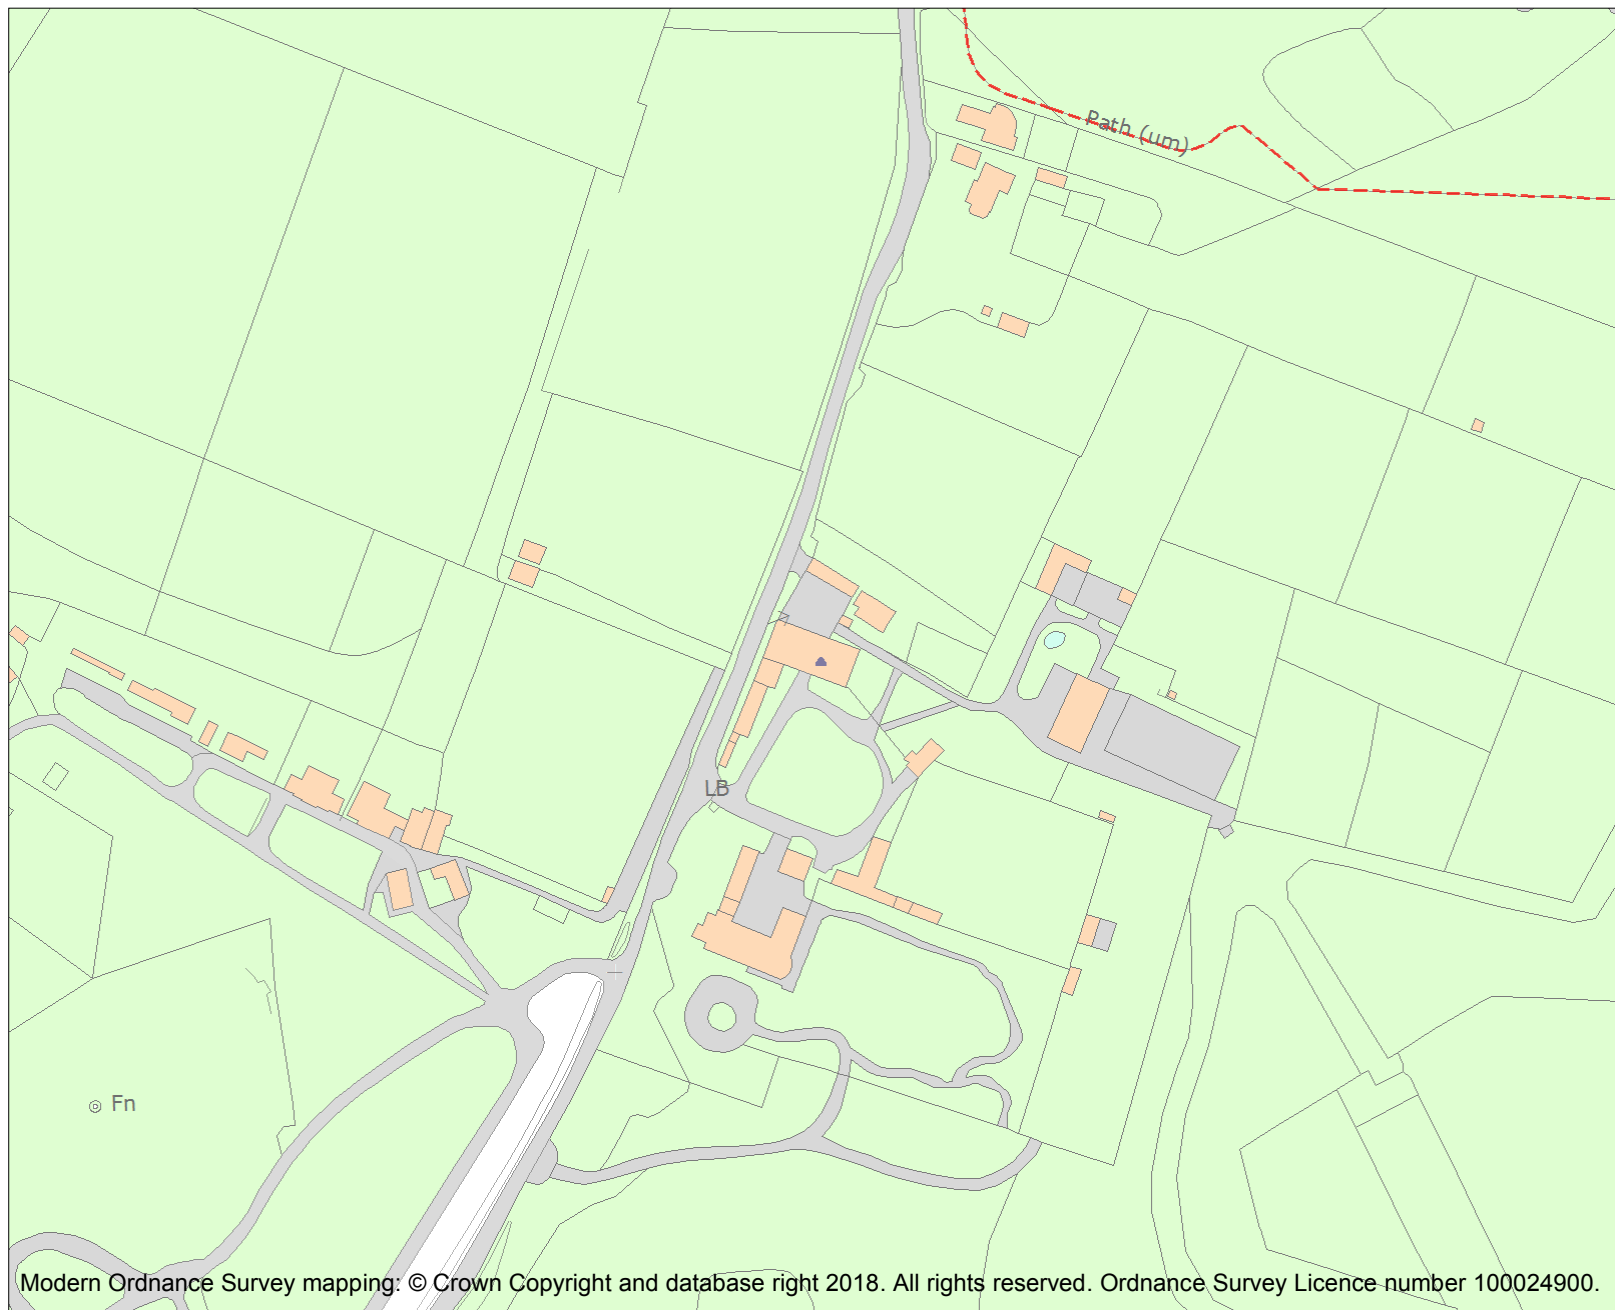 Path (um)
LB
Fn
Modern Ordnance Survey mapping: © Crown Copyright and database right 2018. All rights reserved. Ordnance Survey Licence number 100024900.